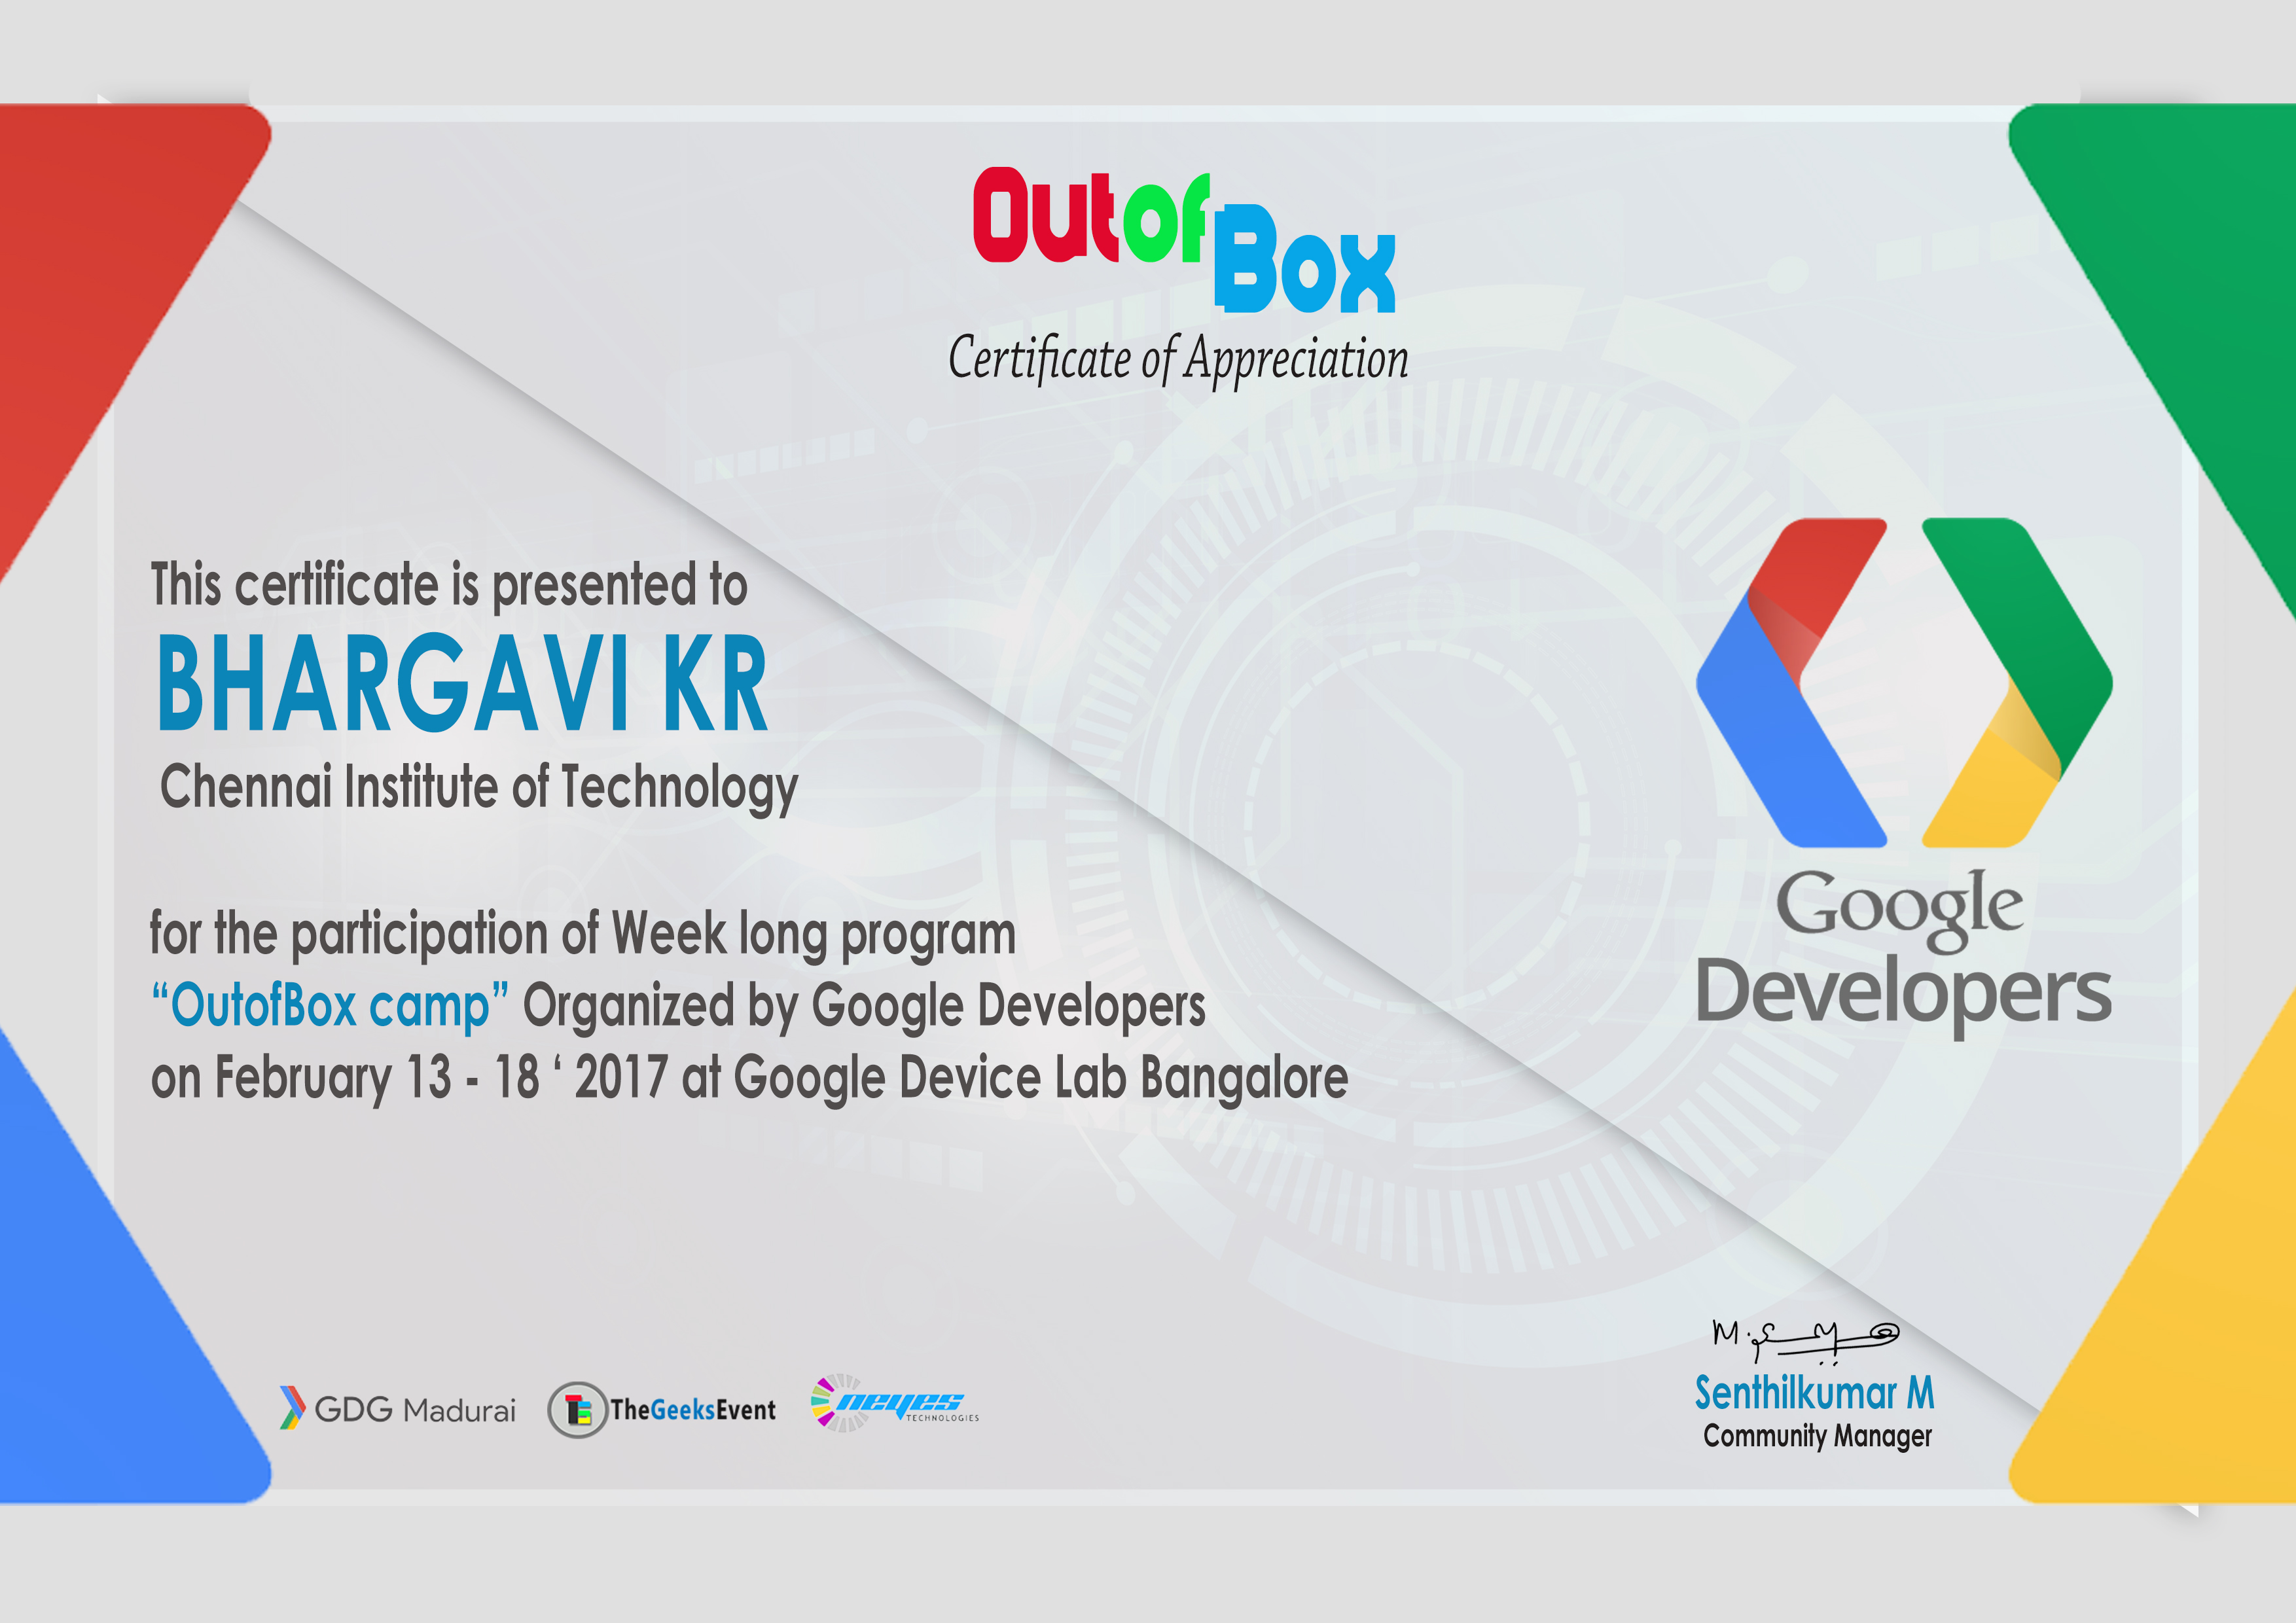 OutofBox
Certificate of Appreciation
This certificate is presented to
BHARGAVI KR
Chennai Institute of Technology
for the participation of Week long program
“OutofBox camp” Organized by Google Developers
on February 13 - 18 ‘ 2017 at Google Device Lab Bangalore
Google
Developers
M.
Senthilkumar M
Community Manager
GDG Madurai
TheGeeksEvent
neyes
TECHNOLOGIES